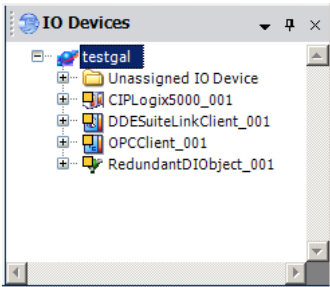 IO Devices
testgal
Unassigned IO Device
CIPLogix5000_001
DDESuiteLinkClient_001
OPCClient_001
RedundantDIObject_001